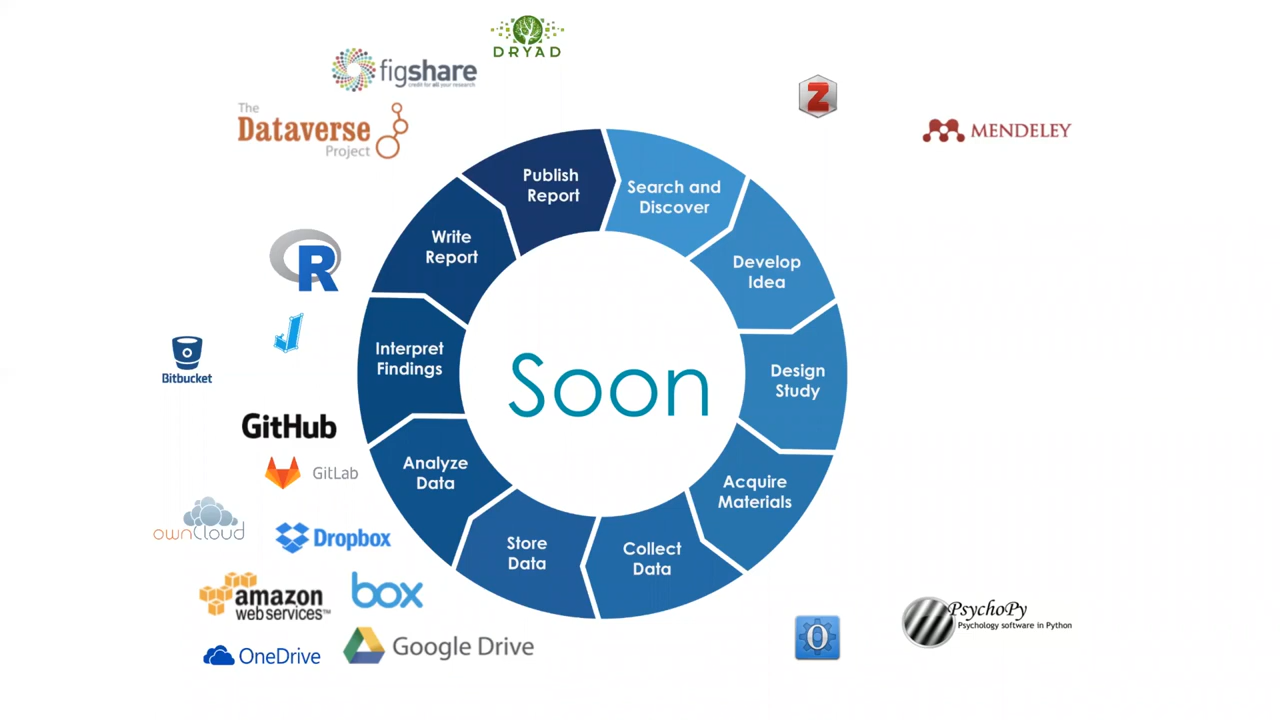 DRYAD
figshare
credit for all your research
Z
The
Dataverse
Project
MENDELEY
Publish
Report
Search and
Discover
Write
Report
Develop
Idea
R
Interpret
Findings
Design
Study
Bitbucket
Soon
GitHub
GitLab
Analyze
Data
Acquire
Materials
ownCloud
Dropbox
Store
Data
Collect
Data
amazon
web services™
box
PsychoPy
Psychology software in Python
O
OneDrive
Google Drive